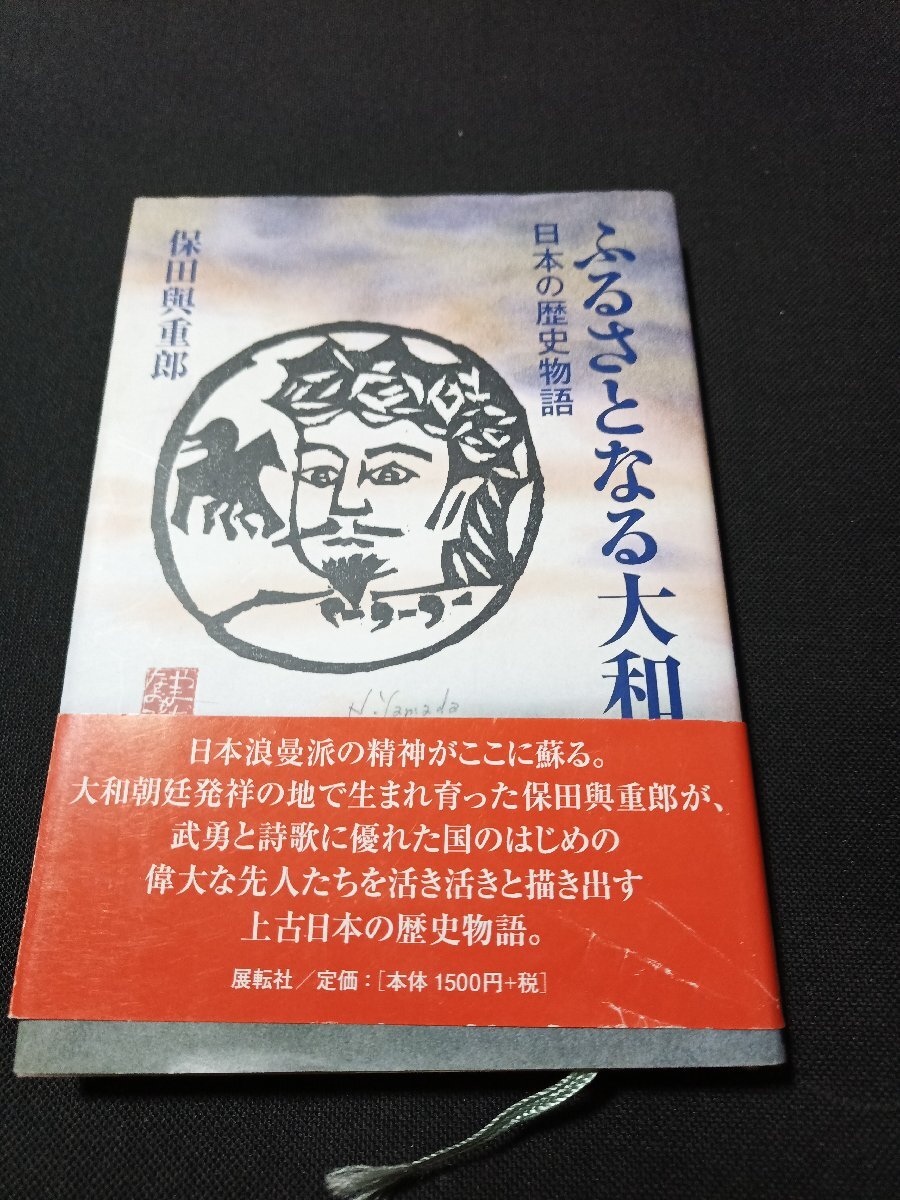 ふるさとなる大和
日本の歴史物語
保田與重郎
H.Yamada
日本浪曼派の精神がここに蘇る。
大和朝廷発祥の地で生まれ育った保田與重郎が、
武勇と詩歌に優れた国のはじめの
偉大な先人たちを活き活きと描き出す
上古日本の歴史物語。
展転社／定価：[本体 1500円+税]